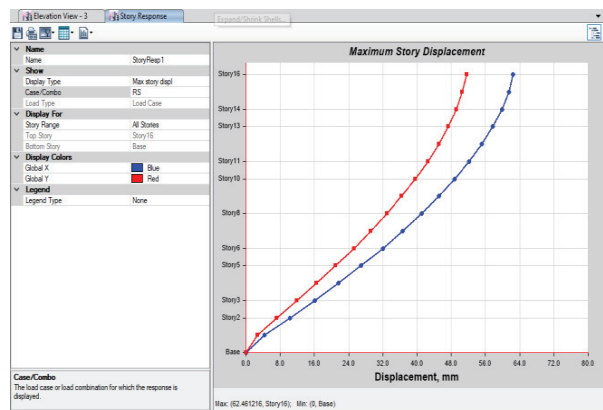 Elevation View - 3
Story Response
Expand/Shrink Shells...
Name
Name StoryResp1
Show
Display Type Max story displ
Case/Combo RS
Load Type Load Case
Display For
Story Range All Stories
Top Story Story16
Bottom Story Base
Display Colors
Global X Blue
Global Y Red
Legend
Legend Type None
Case/Combo
The load case or load combination for which the response is
displayed.
Maximum Story Displacement
Story16
Story14
Story13
Story11
Story10
Story8
Story6
Story5
Story3
Story2
Base
0.0 8.0 16.0 24.0 32.0 40.0 48.0 56.0 64.0 72.0 80.0
Displacement, mm
Max: (62.461216, Story16); Min: (0, Base)